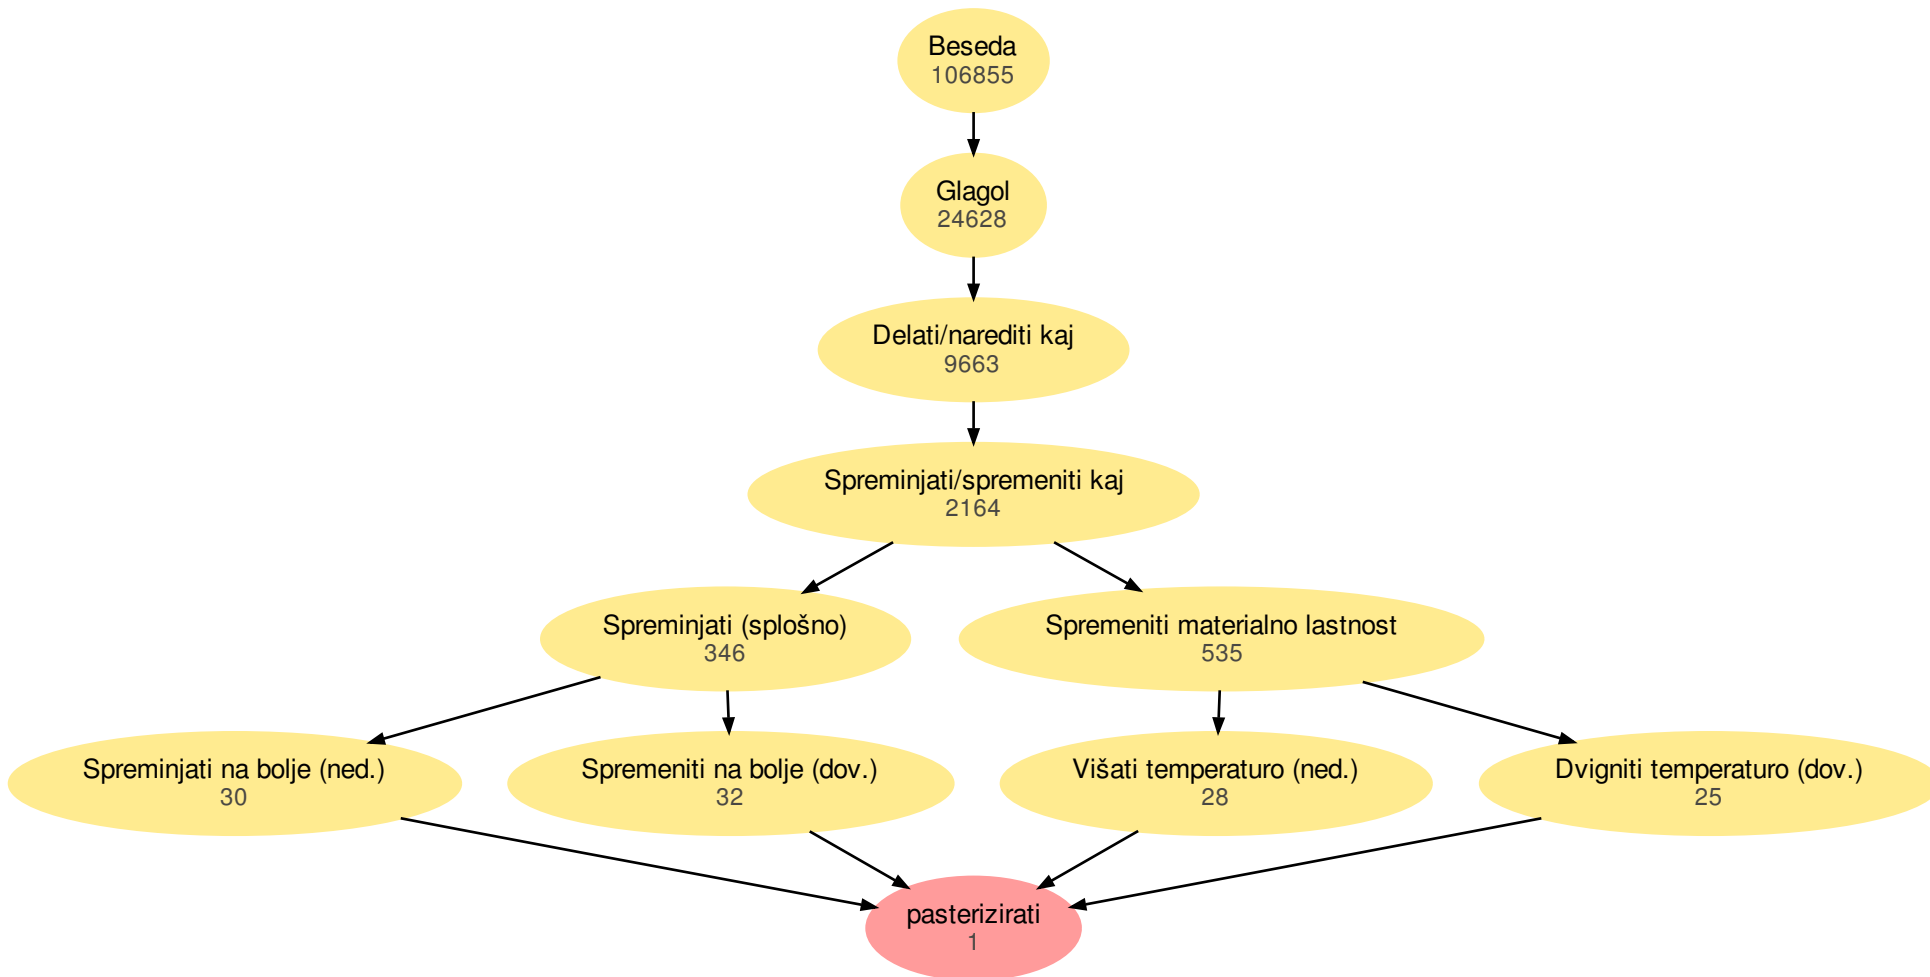 Beseda
106855
Glagol
24628
Delati/narediti kaj
9663
Spreminjati/spremeniti kaj
2164
Spreminjati (splošno)
346
Spremeniti materialno lastnost
535
Spreminjati na bolje (ned.)
30
Spremeniti na bolje (dov.)
32
Višati temperaturo (ned.)
28
Dvigniti temperaturo (dov.)
25
pasterizirati
1